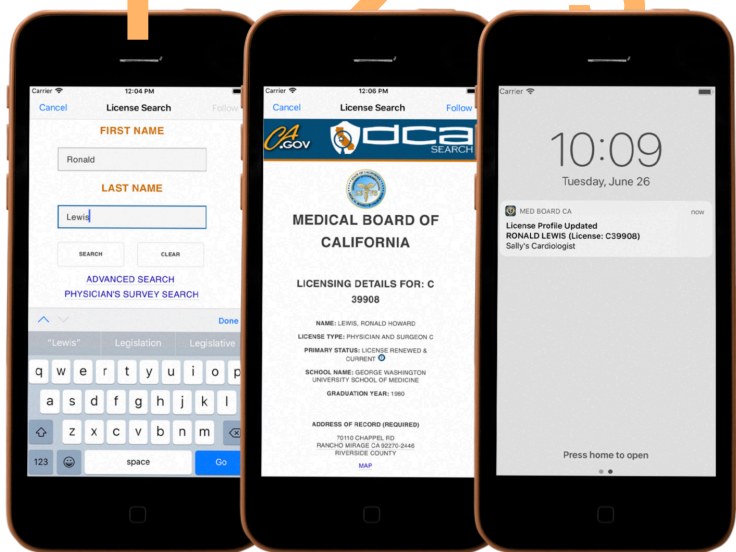 1 2 3
Carrier 12:04 PM
Cancel License Search Follow
FIRST NAME
Ronald
LAST NAME
Lewis
SEARCH CLEAR
ADVANCED SEARCH
PHYSICIAN'S SURVEY SEARCH
Done
"Lewis" Legislation Legislative
q w e r t y u i o p
a s d f g h j k l
z x c v b n m
123 space Go
Carrier 12:06 PM
Cancel License Search Follow
CA.GOV dca SEARCH
MEDICAL BOARD OF
CALIFORNIA
LICENSING DETAILS FOR: C
39908
NAME: LEWIS, RONALD HOWARD
LICENSE TYPE: PHYSICIAN AND SURGEON C
PRIMARY STATUS: LICENSE RENEWED &
CURRENT
SCHOOL NAME: GEORGE WASHINGTON
UNIVERSITY SCHOOL OF MEDICINE
GRADUATION YEAR: 1960
ADDRESS OF RECORD (REQUIRED)
70110 CHAPPEL RD
RANCHO MIRAGE CA 92270-2446
RIVERSIDE COUNTY
MAP
Carrier
10:09
Tuesday, June 26
MED BOARD CA now
License Profile Updated
RONALD LEWIS (License: C39908)
Sally's Cardiologist
Press home to open